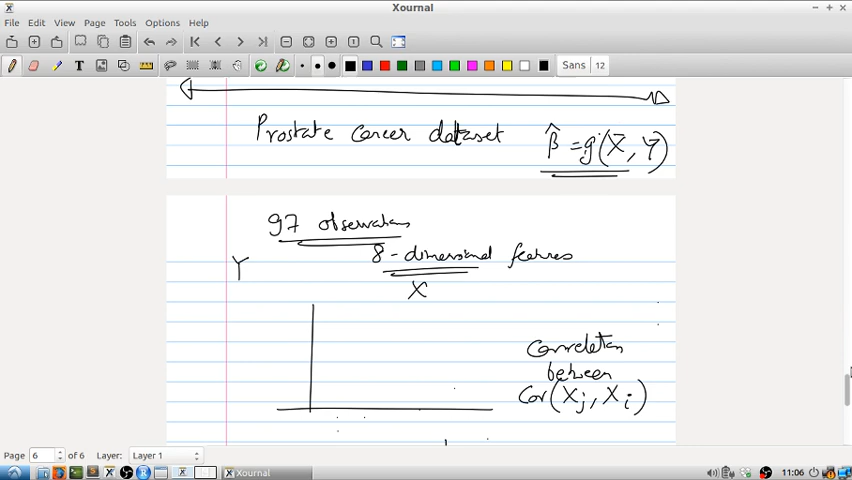 Xournal
File Edit View Page Tools Options Help
Sans 12
Prostate cancer dataset
β̂ = g(X, Y)
97 observations
8-dimensional features
Y
X
Correlation
between
Cor(Xj, Xi)
Page 6 of 6 Layer Layer 1
Xournal 11:06